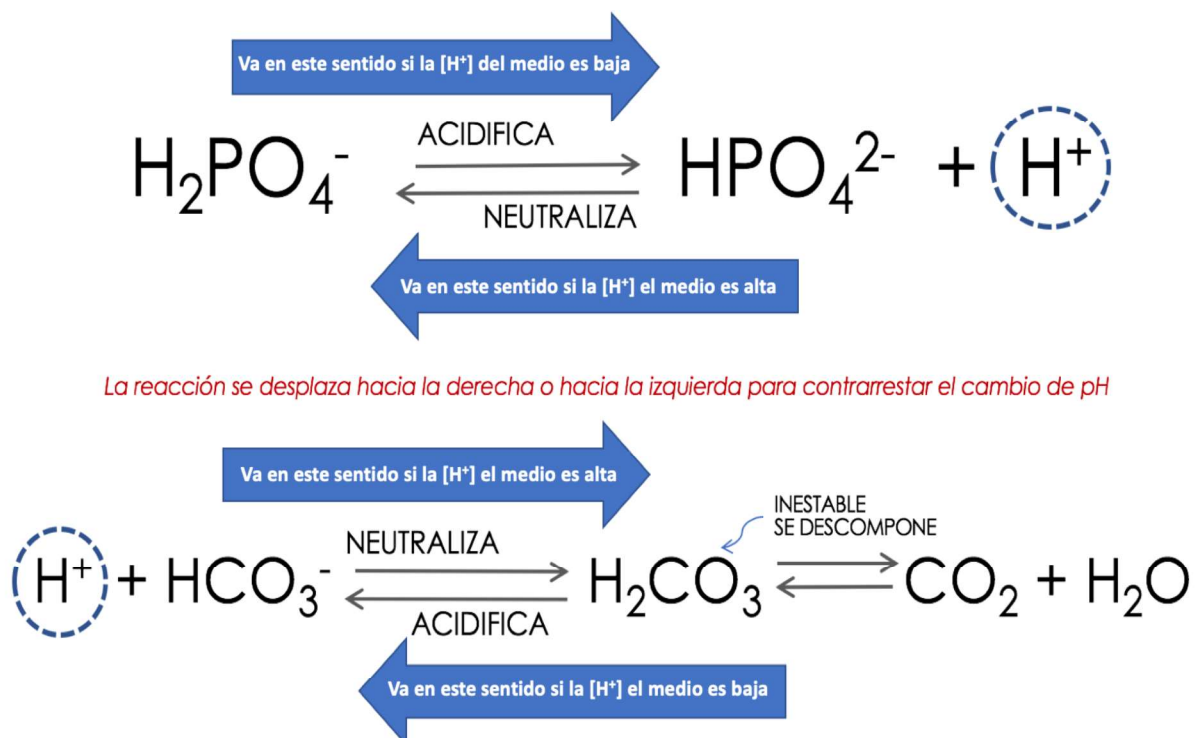 Va en este sentido si la [H⁺] del medio es baja
ACIDIFICA
H₂PO₄⁻ HPO₄²⁻ + H⁺
NEUTRALIZA
Va en este sentido si la [H⁺] el medio es alta
La reacción se desplaza hacia la derecha o hacia la izquierda para contrarrestar el cambio de pH
Va en este sentido si la [H⁺] el medio es alta
INESTABLE
SE DESCOMPONE
NEUTRALIZA
H⁺ + HCO₃⁻ H₂CO₃ CO₂ + H₂O
ACIDIFICA
Va en este sentido si la [H⁺] el medio es baja